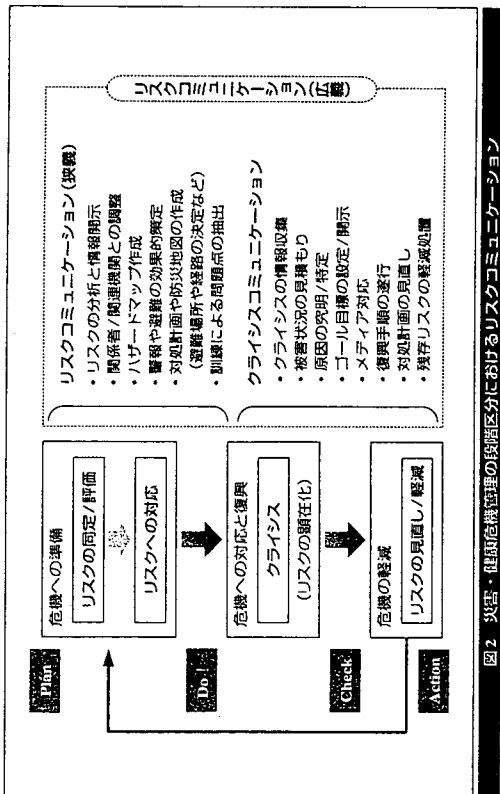 Plan
危機への準備
リスクの同定/評価
リスクへの対応
Do !
危機への対応と復興
クライシス
(リスクの顕在化)
Check
危機の軽減
リスクの見直し/軽減
Action
リスクコミュニケーション(狭義)
・リスクの分析と情報開示
・関係者/関連機関との調整
・ハザードマップ作成
・警報や避難の効果的策定
・対処計画や防災地図の作成
(避難場所や経路の決定など)
・訓練による問題点の抽出
クライシスコミュニケーション
・クライシスの情報収集
・被害状況の見積もり
・原因の究明/特定
・ゴール目標の設定/開示
・メディア対応
・復興手順の遂行
・対処計画の見直し
・残存リスクの軽減処置
リスクコミュニケーション(広義)
図2 災害・健康危機管理の段階区分におけるリスクコミュニケーション